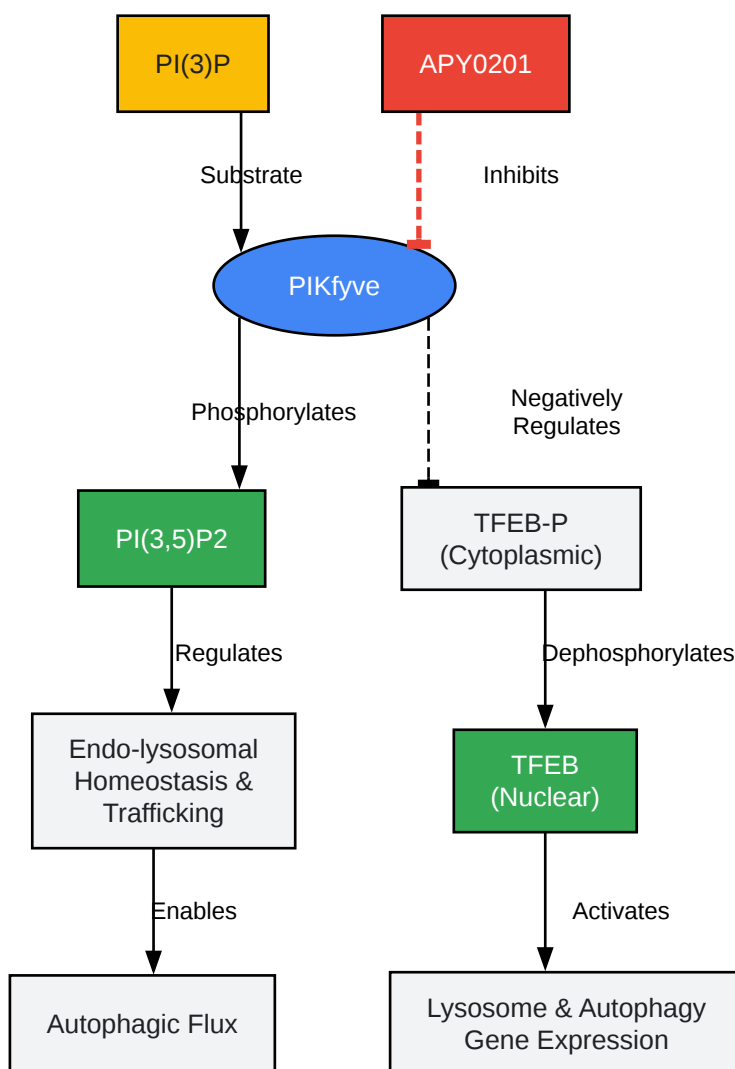 PI(3)P
APY0201
Substrate
Inhibits
PIKfyve
Phosphorylates
Negatively
Regulates
PI(3,5)P2
TFEB-P
(Cytoplasmic)
Regulates
Dephosphorylates
Endo-lysosomal
Homeostasis &
Trafficking
TFEB
(Nuclear)
Enables
Activates
Autophagic Flux
Lysosome & Autophagy
Gene Expression